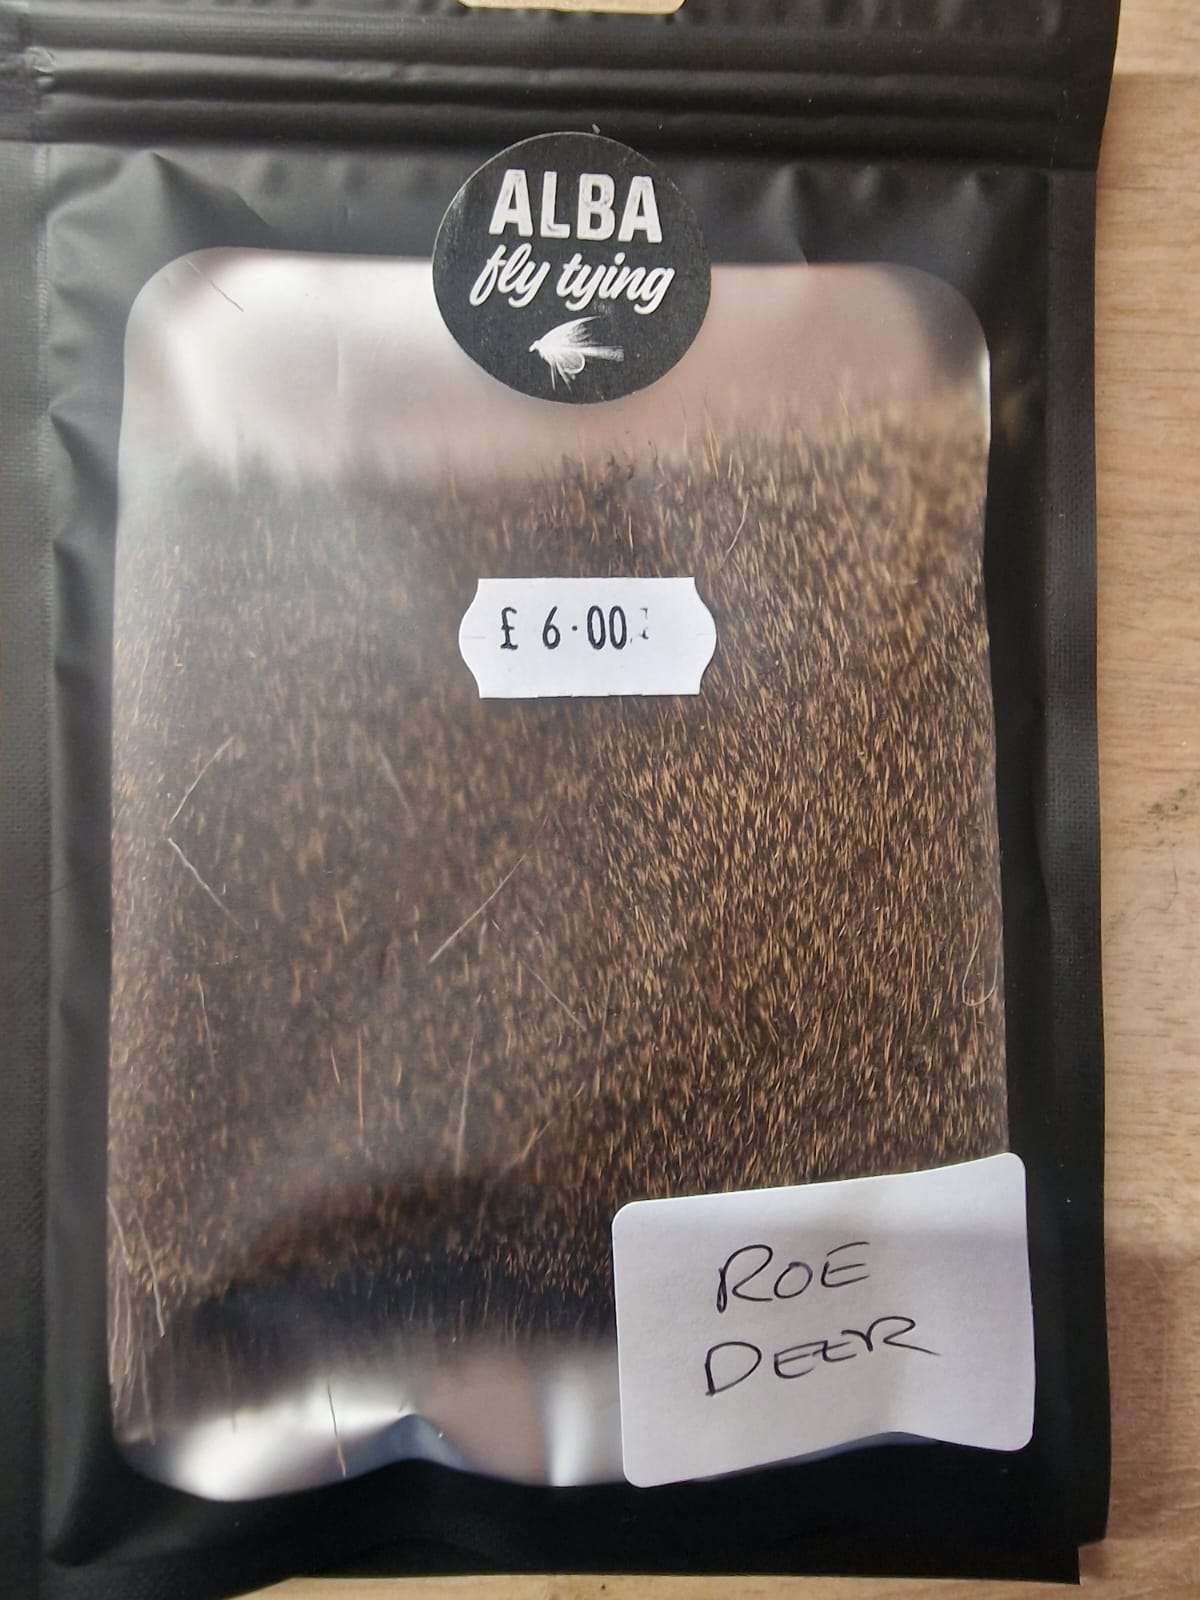 ALBA
fly tying
£ 6.00
ROE
DEER